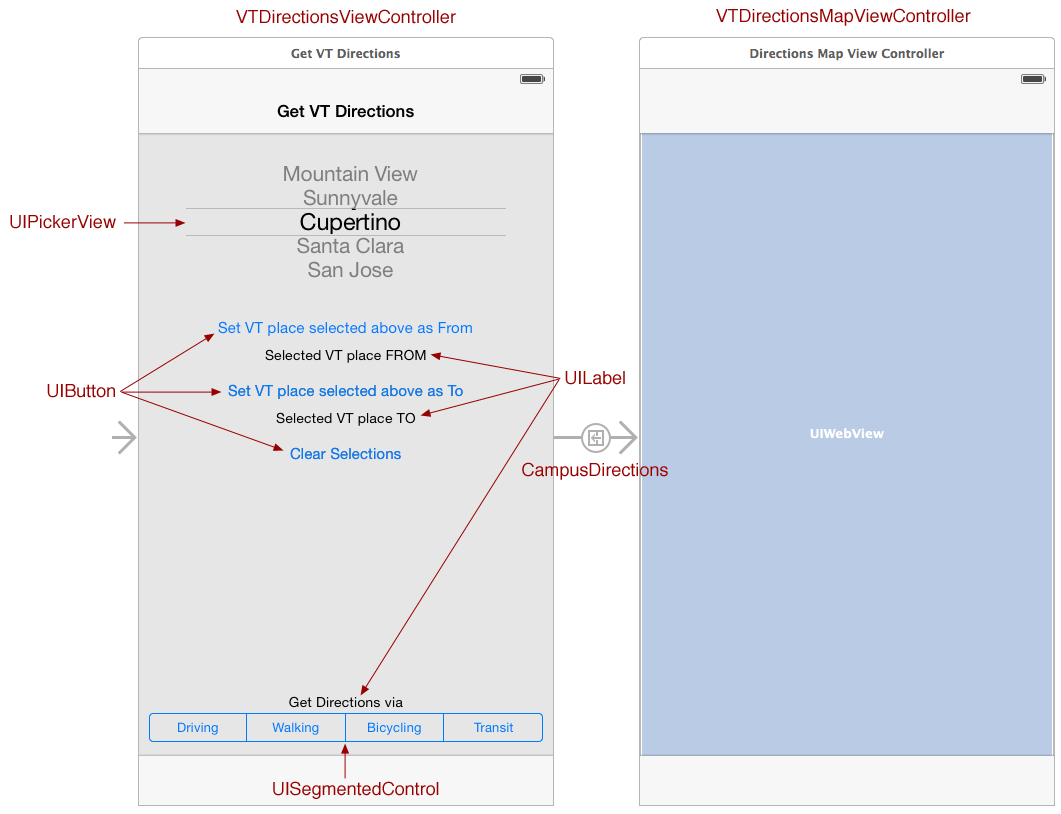 VTDirectionsViewController
VTDirectionsMapViewController
Get VT Directions
Directions Map View Controller
Get VT Directions
Mountain View
Sunnyvale
UIPickerView
Cupertino
Santa Clara
San Jose
Set VT place selected above as From
Selected VT place FROM
UIButton
Set VT place selected above as To
UILabel
Selected VT place TO
Clear Selections
UIWebView
CampusDirections
Get Directions via
Driving
Walking
Bicycling
Transit
UISegmentedControl